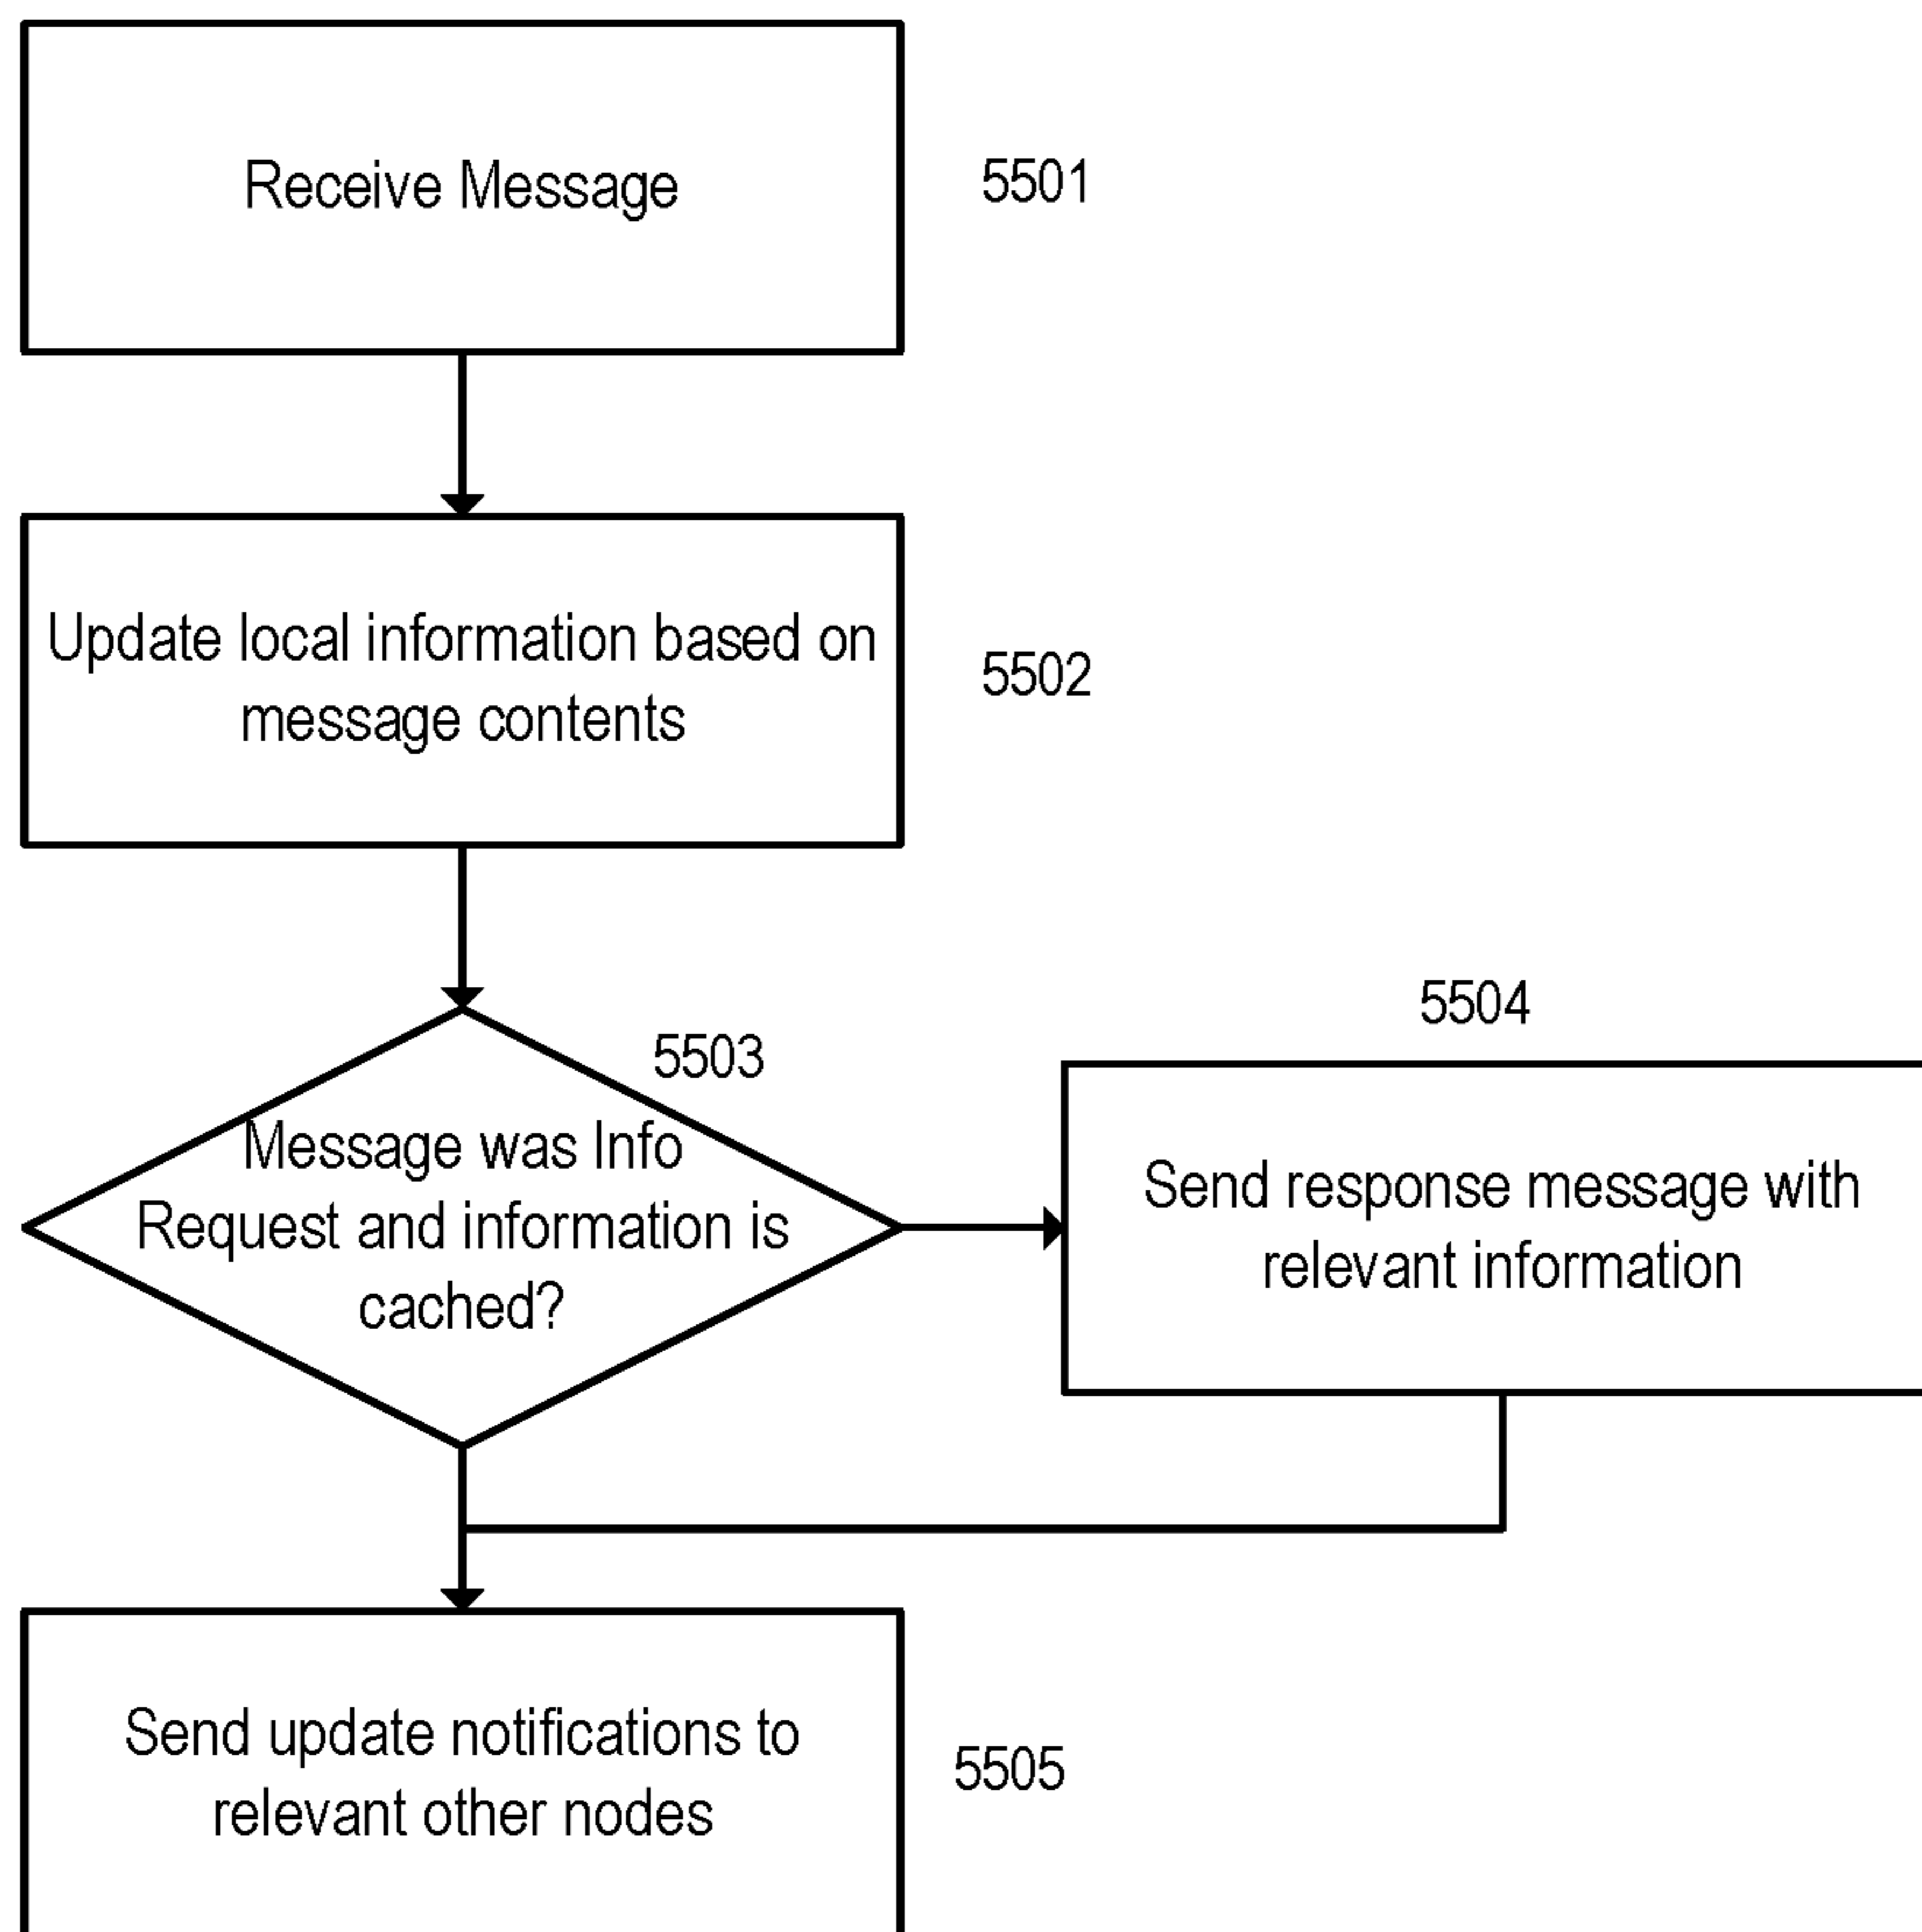 Receive Message
5501
Update local information based on
message contents
5502
5503
Message was Info
Request and information is
cached?
5504
Send response message with
relevant information
Send update notifications to
relevant other nodes
5505